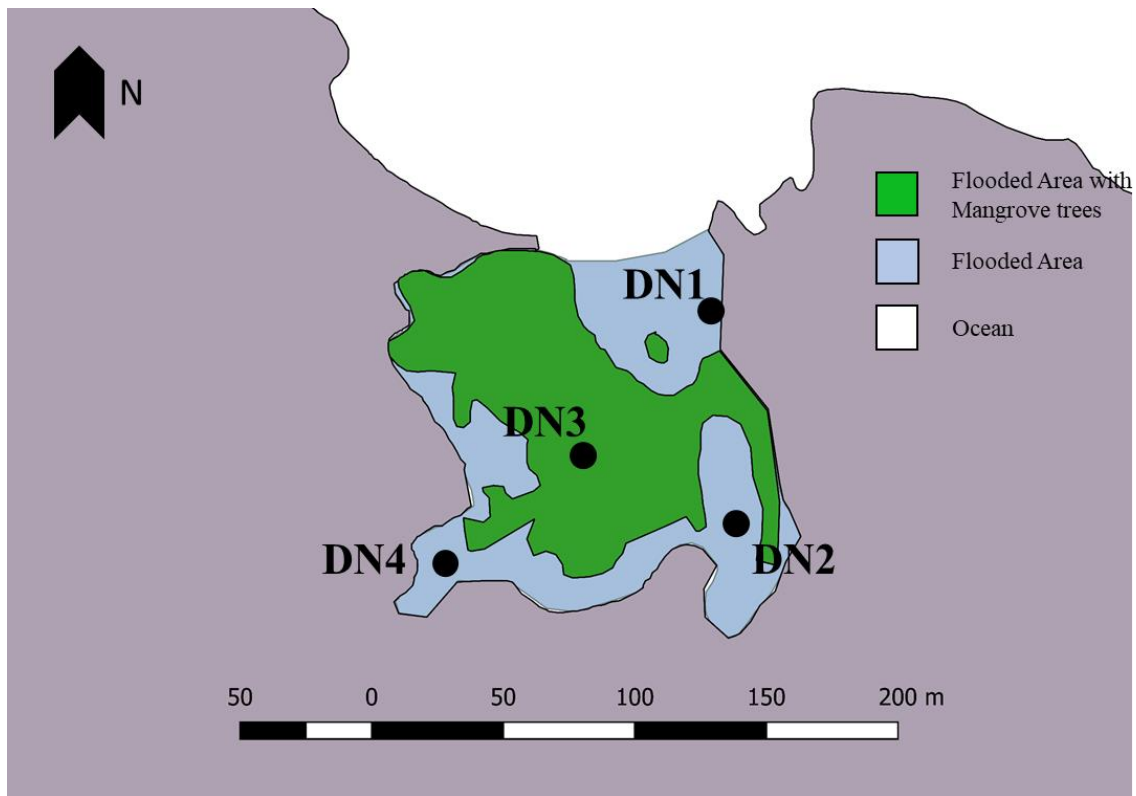 N
Flooded Area with
Mangrove trees
Flooded Area
Ocean
DN1
DN3
DN4
DN2
50 0 50 100 150 200 m